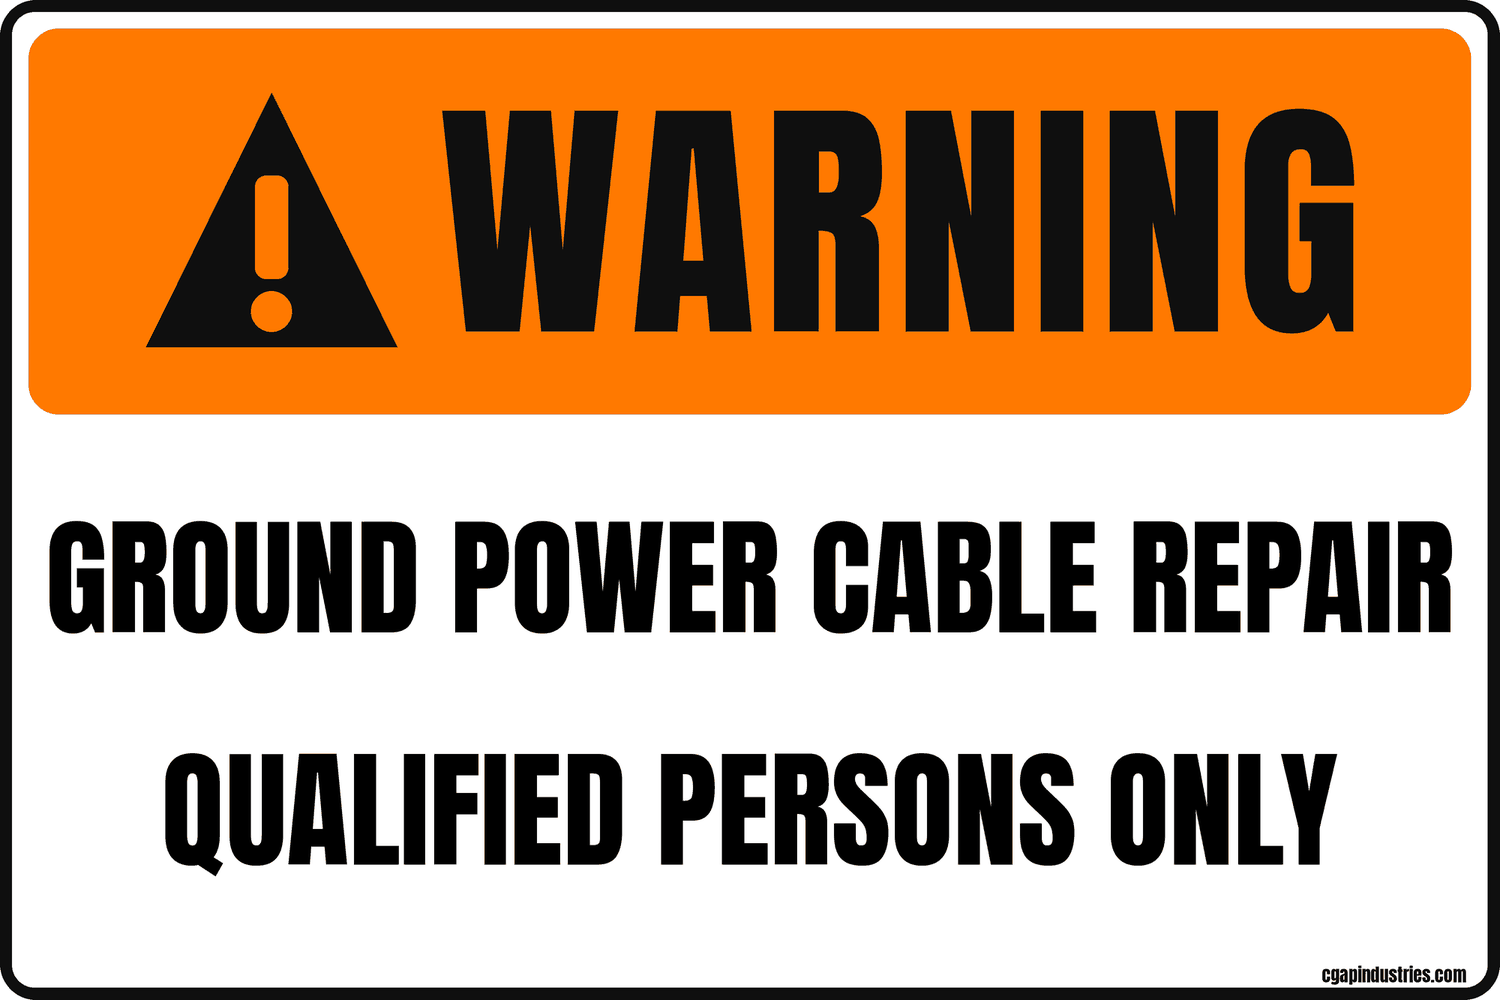 WARNING
GROUND POWER CABLE REPAIR
QUALIFIED PERSONS ONLY
cgapindustries.com